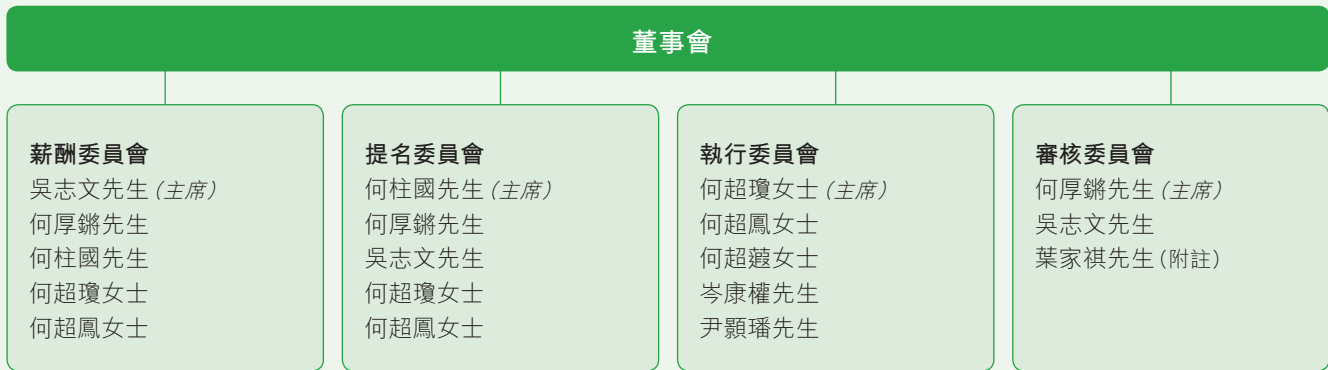 董事會
薪酬委員會
吳志文先生 (主席)
何厚鏘先生
何柱國先生
何超瓊女士
何超鳳女士
提名委員會
何柱國先生 (主席)
何厚鏘先生
吳志文先生
何超瓊女士
何超鳳女士
執行委員會
何超瓊女士 (主席)
何超鳳女士
何超蕸女士
岑康權先生
尹顥璠先生
審核委員會
何厚鏘先生 (主席)
吳志文先生
葉家祺先生 (附註)